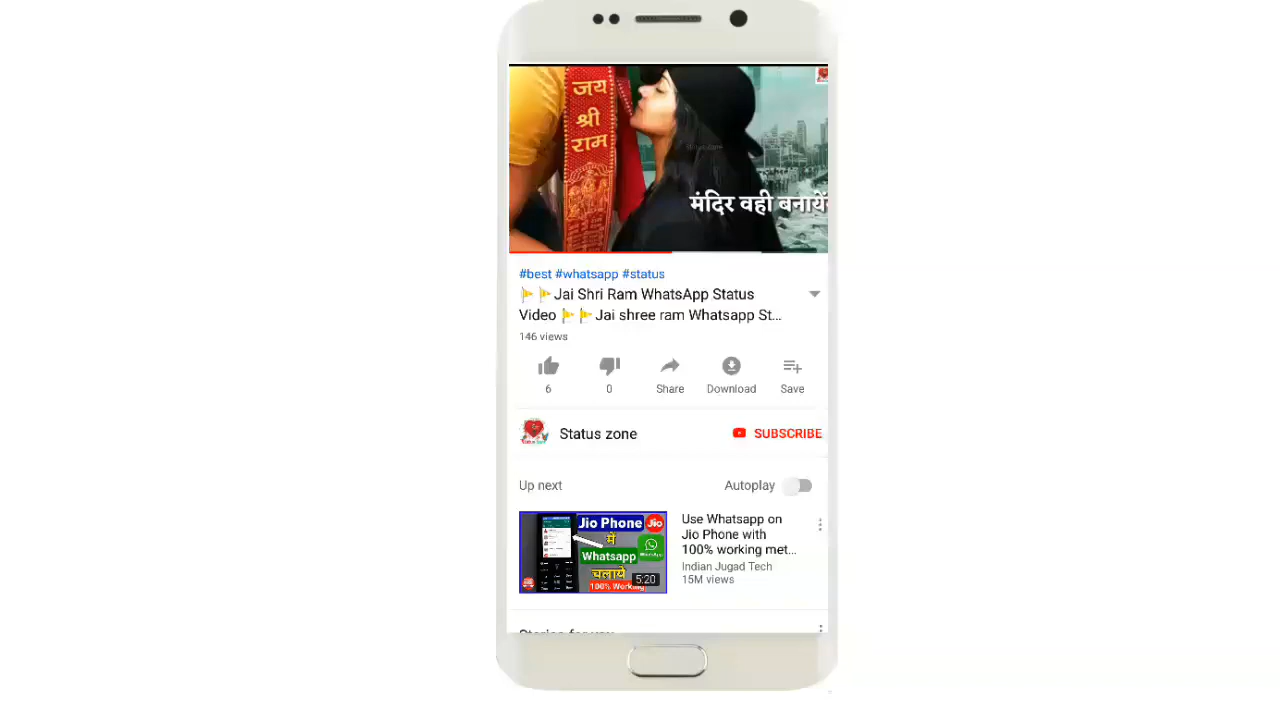 जय
श्री
राम
मंदिर वही बनायें
#best #whatsapp #status
Jai Shri Ram WhatsApp Status
Video Jai shree ram Whatsapp St...
146 views
6
0
Share
Download
Save
Status zone
SUBSCRIBE
Up next
Autoplay
Jio Phone
Jio
में
Whatsapp
WhatsApp
चलाये
5:20
100% Working
Use Whatsapp on
Jio Phone with
100% working met...
Indian Jugad Tech
15M views